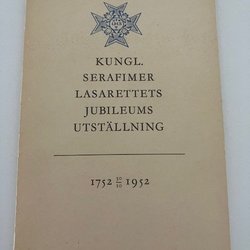 KUNGL.
SERAFIMER
LASARETTETS
JUBILEUMS
UTSTÄLLNING
1752 30/10 1952